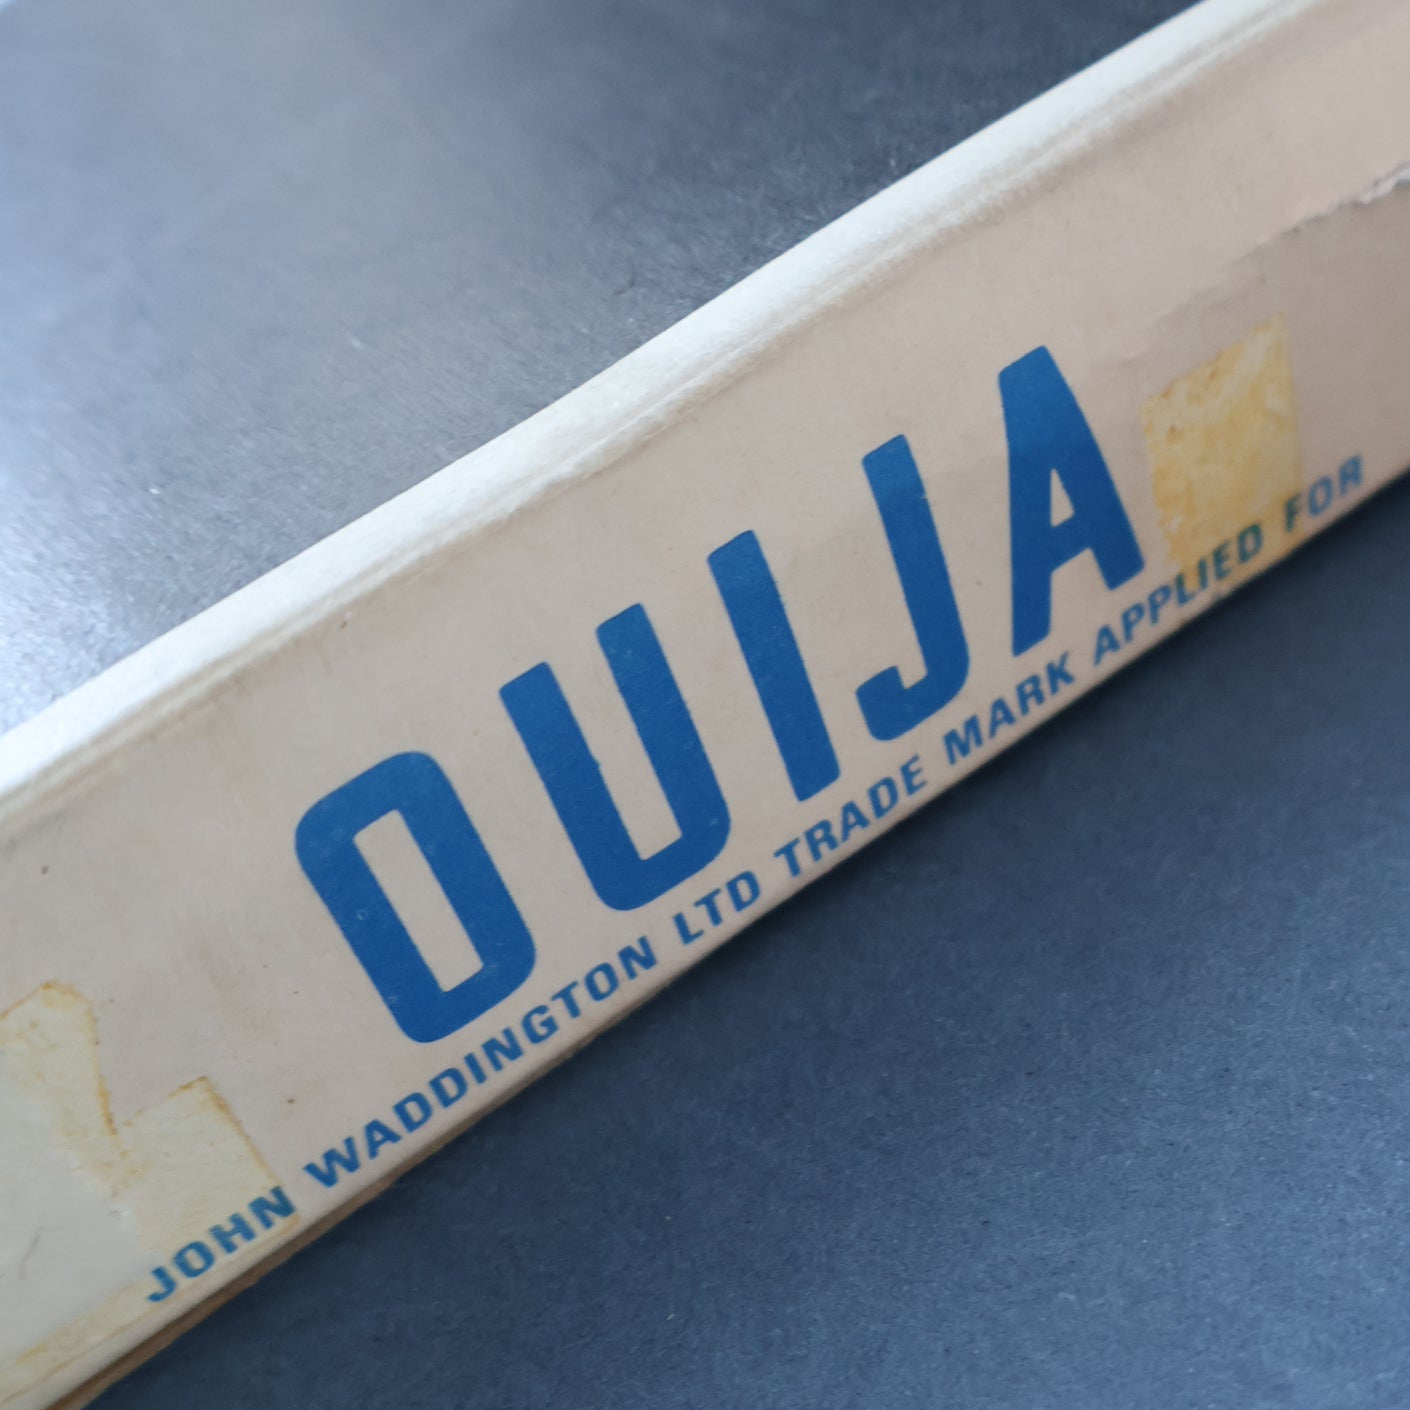 OUIJA
JOHN WADDINGTON LTD TRADE MARK APPLIED FOR